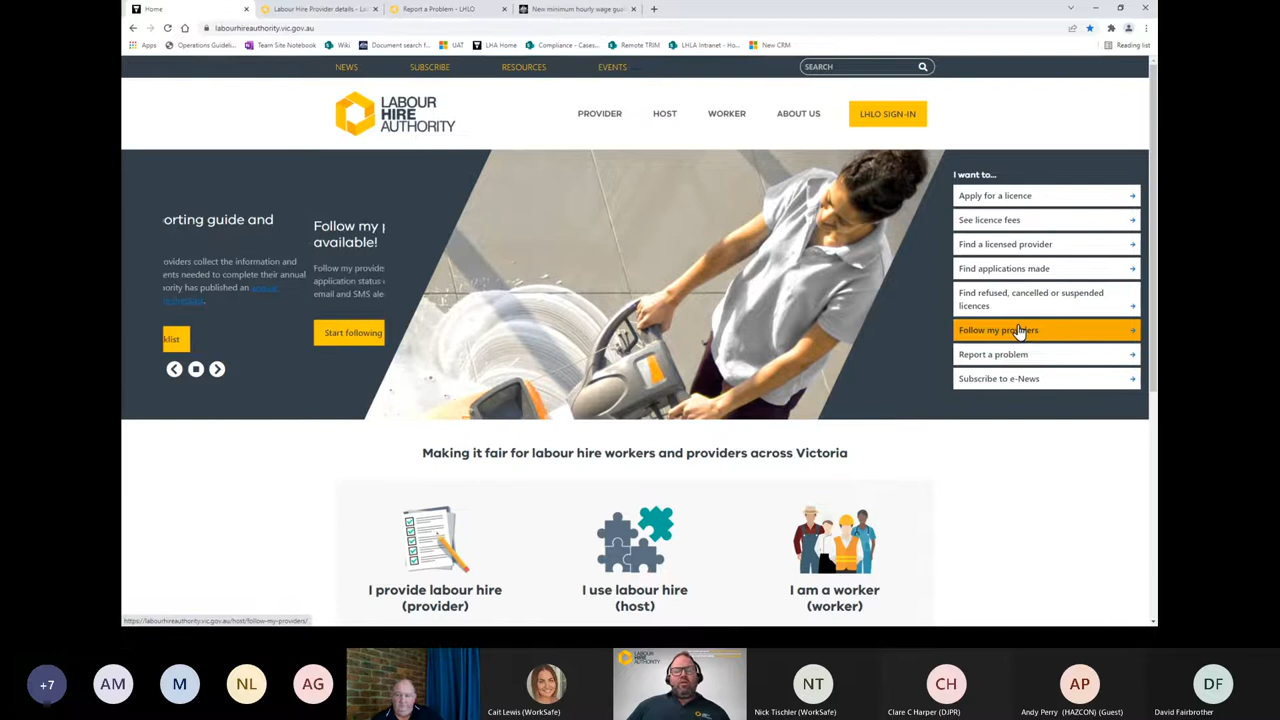 Home
Labour Hire Provider details - La
Report a Problem - LHLO
New minimum hourly wage gua
labourhireauthority.vic.gov.au
Apps
Operations Guideli...
Team Site Notebook
Wiki
Document search f...
UAT
LHA Home
Compliance - Cases...
Remote TRIM
LHLA Intranet - Ho...
New CRM
Reading list
NEWS
SUBSCRIBE
RESOURCES
EVENTS
SEARCH
LABOUR
HIRE
AUTHORITY
PROVIDER
HOST
WORKER
ABOUT US
LHLO SIGN-IN
orting guide and
oviders collect the information and
ents needed to complete their annual
hority has published an annual
klist
Follow my p
available!
Follow my provide
application status c
email and SMS ale
Start following
I want to...
Apply for a licence
See licence fees
Find a licensed provider
Find applications made
Find refused, cancelled or suspended
licences
Follow my providers
Report a problem
Subscribe to e-News
Making it fair for labour hire workers and providers across Victoria
I provide labour hire
(provider)
I use labour hire
(host)
I am a worker
(worker)
https://labourhireauthority.vic.gov.au/host/follow-my-providers/
+7
AM
M
NL
AG
Cait Lewis (WorkSafe)
LABOUR
HIRE
AUTHORITY
NT
Nick Tischler (WorkSafe)
CH
Clare C Harper (DJPR)
AP
Andy Perry (HAZCON) (Guest)
DF
David Fairbrother